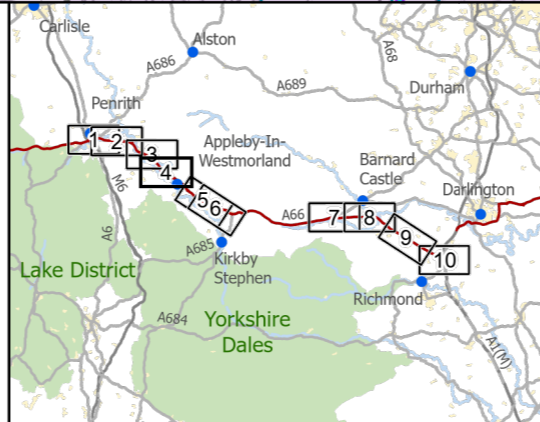 Carlisle
Alston
A68
A686
A689
Durham
Penrith
1
2
3
4
5
6
Appleby-In-
Westmorland
Barnard
Castle
Darlington
M6
A66
7
8
9
10
A6
A685
Lake District
Kirkby
Stephen
Richmond
A684
Yorkshire
Dales
A1(M)